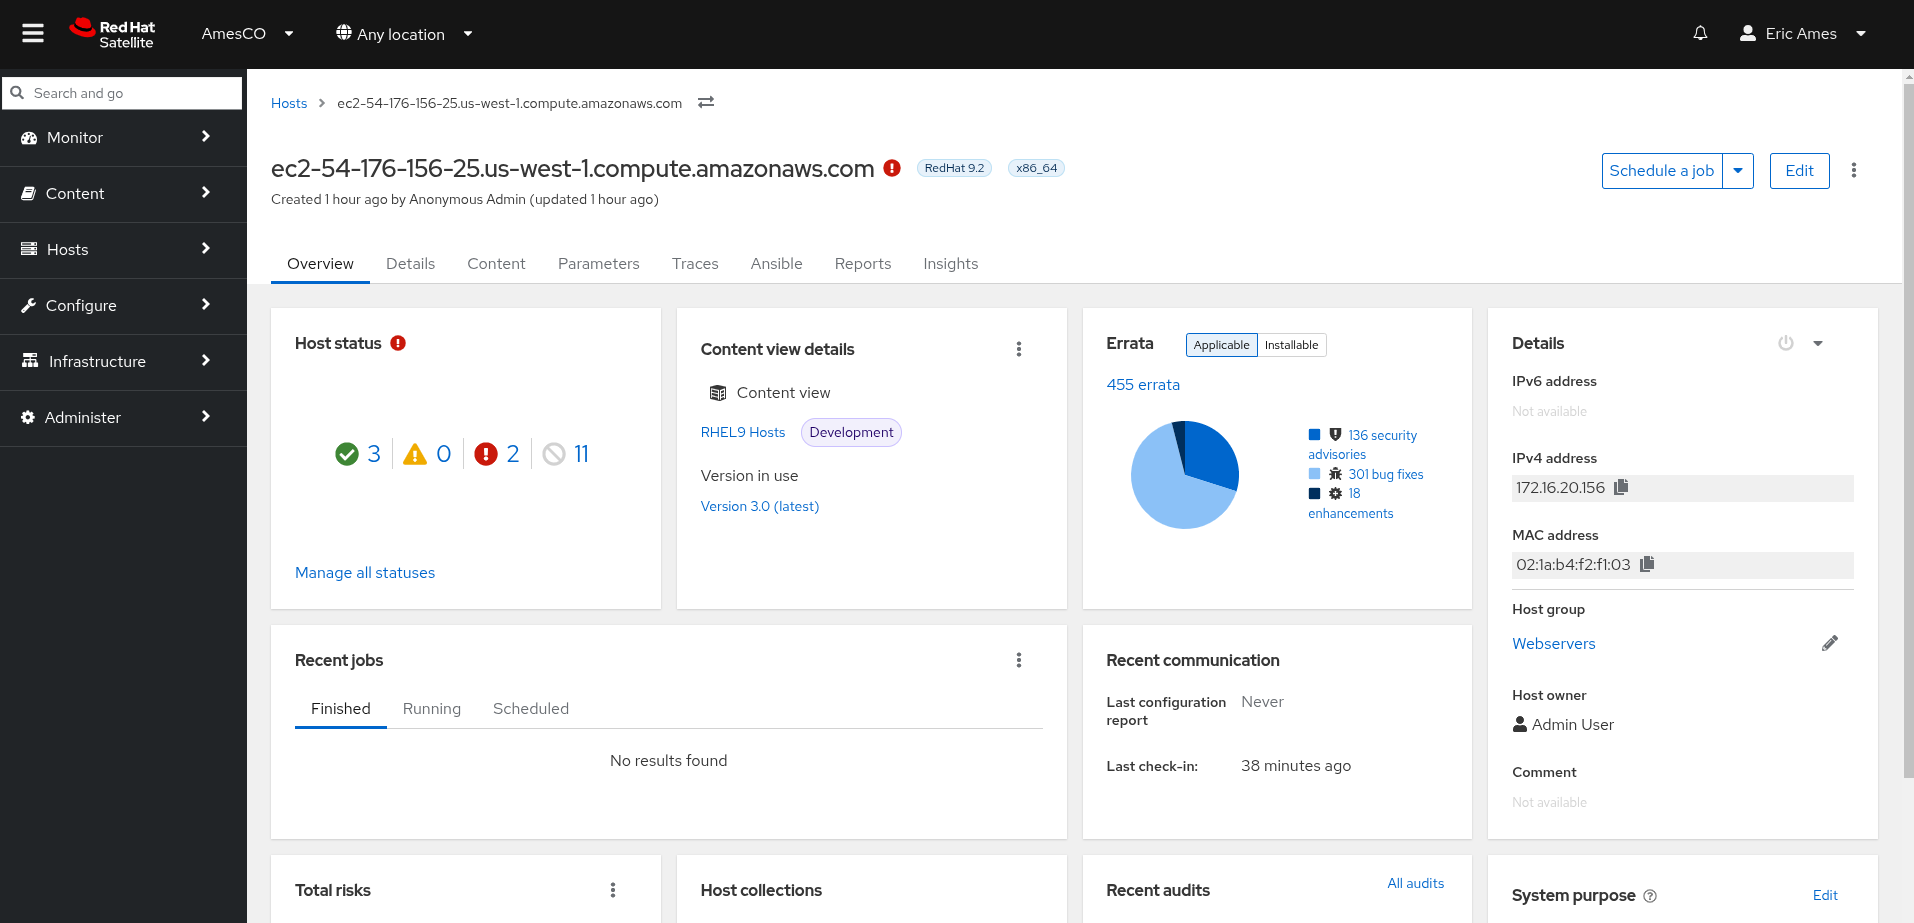 Red Hat
Satellite
AmesCO
Any location
Eric Ames
Search and go
Monitor
Content
Hosts
Configure
Infrastructure
Administer
Hosts
ec2-54-176-156-25.us-west-1.compute.amazonaws.com
ec2-54-176-156-25.us-west-1.compute.amazonaws.com
RedHat 9.2
x86_64
Created 1 hour ago by Anonymous Admin (updated 1 hour ago)
Schedule a job
Edit
Overview
Details
Content
Parameters
Traces
Ansible
Reports
Insights
Host status
3
0
2
11
Manage all statuses
Content view details
Content view
RHEL9 Hosts
Development
Version in use
Version 3.0 (latest)
Errata
Applicable
Installable
455 errata
136 security
advisories
301 bug fixes
18
enhancements
Details
IPv6 address
Not available
IPv4 address
172.16.20.156
MAC address
02:1a:b4:f2:f1:03
Host group
Webservers
Host owner
Admin User
Comment
Not available
Recent jobs
Finished
Running
Scheduled
No results found
Recent communication
Last configuration
report
Never
Last check-in:
38 minutes ago
Total risks
Host collections
Recent audits
All audits
System purpose
Edit